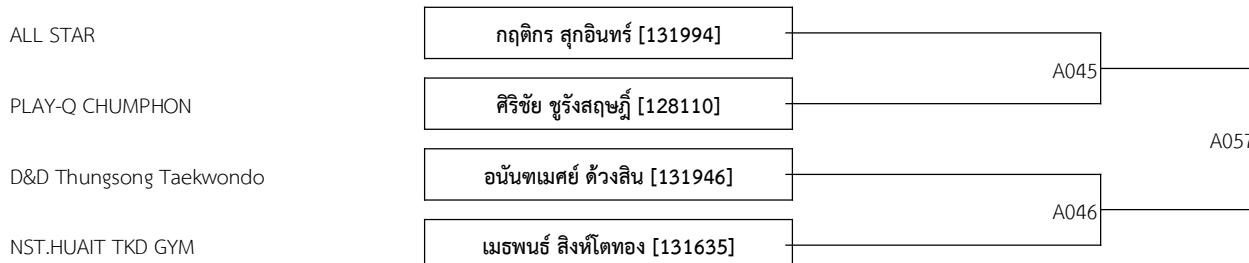 ALL STAR กฤติกร สุกอินทร์ [131994]
A045
PLAY-Q CHUMPHON ศิริชัย ชูรังสฤษฎิ์ [128110]
A057
D&D Thungsong Taekwondo อนันฑเมศย์ ด้วงสิน [131946]
A046
NST.HUAIT TKD GYM เมธพนธ์ สิงห์โตทอง [131635]